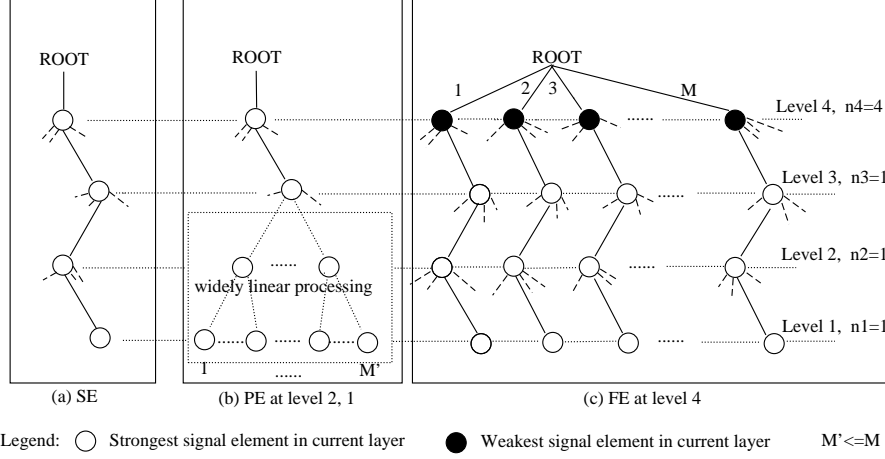 ROOT
ROOT
ROOT
1 2 3 M
Level 4, n4=4
Level 3, n3=1
Level 2, n2=1
widely linear processing
Level 1, n1=1
1 M'
(a) SE
(b) PE at level 2, 1
(c) FE at level 4
Legend: Strongest signal element in current layer Weakest signal element in current layer M'<=M